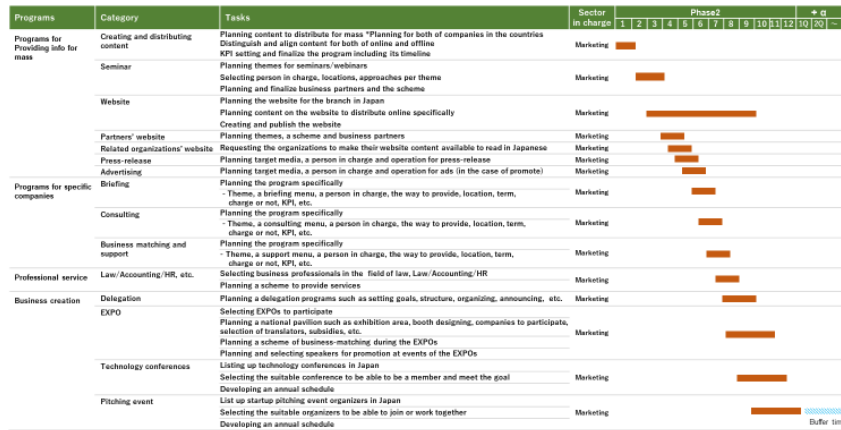 Programs Category Tasks Sector in charge Phase2 + α
1 2 3 4 5 6 7 8 9 10 11 12 1Q 2Q ~
Programs for Providing info for mass
Creating and distributing content
Planning content to distribute for mass *Planning for both of companies in the countries
Distinguish and align content for both of online and offline
KPI setting and finalize the program including its timeline
Marketing
Seminar
Planning themes for seminars/webinars
Selecting person in charge, locations, approaches per theme
Planning and finalize business partners and the scheme
Marketing
Website
Planning the website for the branch in Japan
Planning content on the website to distribute online specifically
Creating and publish the website
Marketing
Partners' website
Planning themes, a scheme and business partners
Marketing
Related organizations' website
Requesting the organizations to make their website content available to read in Japanese
Marketing
Press-release
Planning target media, a person in charge and operation for press-release
Marketing
Advertising
Planning target media, a person in charge and operation for ads (in the case of promote)
Marketing
Programs for specific companies
Briefing
Planning the program specifically
- Theme, a briefing menu, a person in charge, the way to provide, location, term,
charge or not, KPI, etc.
Marketing
Consulting
Planning the program specifically
- Theme, a consulting menu, a person in charge, the way to provide, location, term,
charge or not, KPI, etc.
Marketing
Business matching and support
Planning the program specifically
- Theme, a support menu, a person in charge, the way to provide, location, term,
charge or not, KPI, etc.
Marketing
Professional service
Law/Accounting/HR, etc.
Selecting business professionals in the field of law, Law/Accounting/HR
Planning a scheme to provide services
Marketing
Business creation
Delegation
Planning a delegation programs such as setting goals, structure, organizing, announcing, etc.
Marketing
EXPO
Selecting EXPOs to participate
Planning a national pavilion such as exhibition area, booth designing, companies to participate,
selection of translators, subsidies, etc.
Planning a scheme of business-matching during the EXPOs
Planning and selecting speakers for promotion at events of the EXPOs
Marketing
Technology conferences
Listing up technology conferences in Japan
Selecting the suitable conference to be able to be a member and meet the goal
Developing an annual schedule
Marketing
Pitching event
List up startup pitching event organizers in Japan
Selecting the suitable organizers to be able to join or work together
Developing an annual schedule
Marketing
Buffer tim